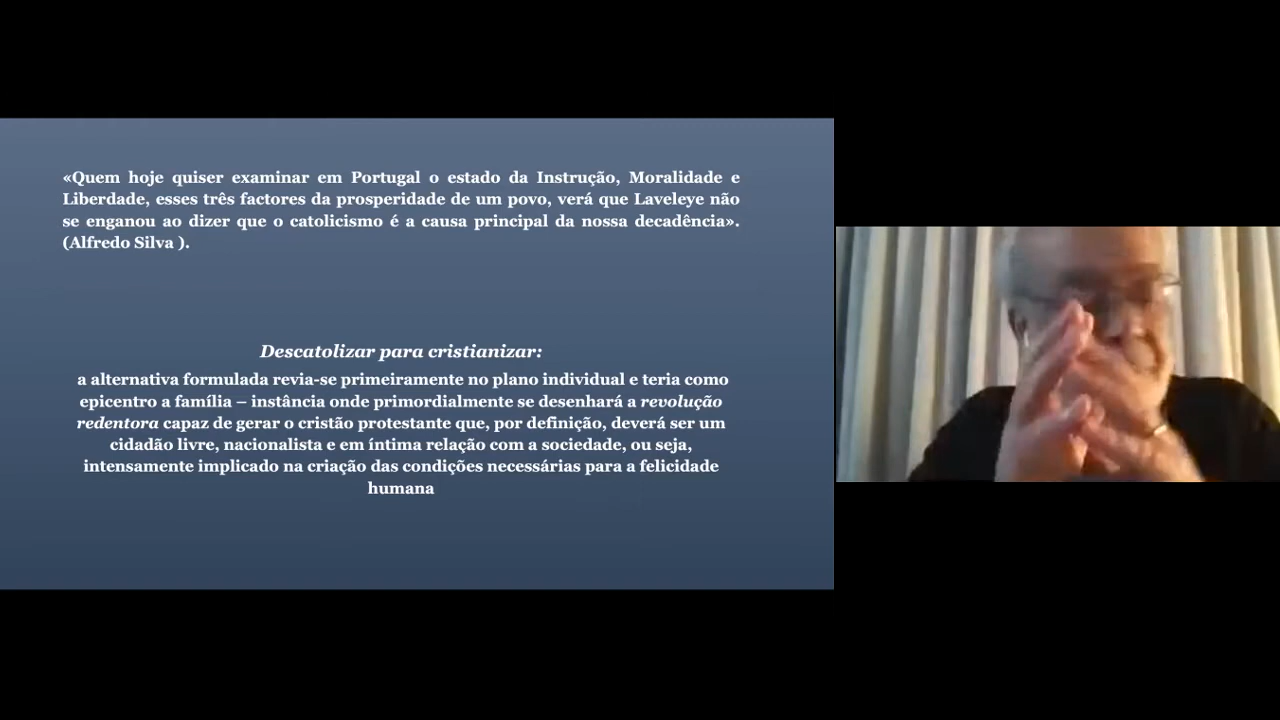 «Quem hoje quiser examinar em Portugal o estado da Instrução, Moralidade e
Liberdade, esses três factores da prosperidade de um povo, verá que Laveleye não
se enganou ao dizer que o catolicismo é a causa principal da nossa decadência».
(Alfredo Silva ).
Descatolizar para cristianizar:
a alternativa formulada revia-se primeiramente no plano individual e teria como
epicentro a família – instância onde primordialmente se desenhará a revolução
redentora capaz de gerar o cristão protestante que, por definição, deverá ser um
cidadão livre, nacionalista e em íntima relação com a sociedade, ou seja,
intensamente implicado na criação das condições necessárias para a felicidade
humana